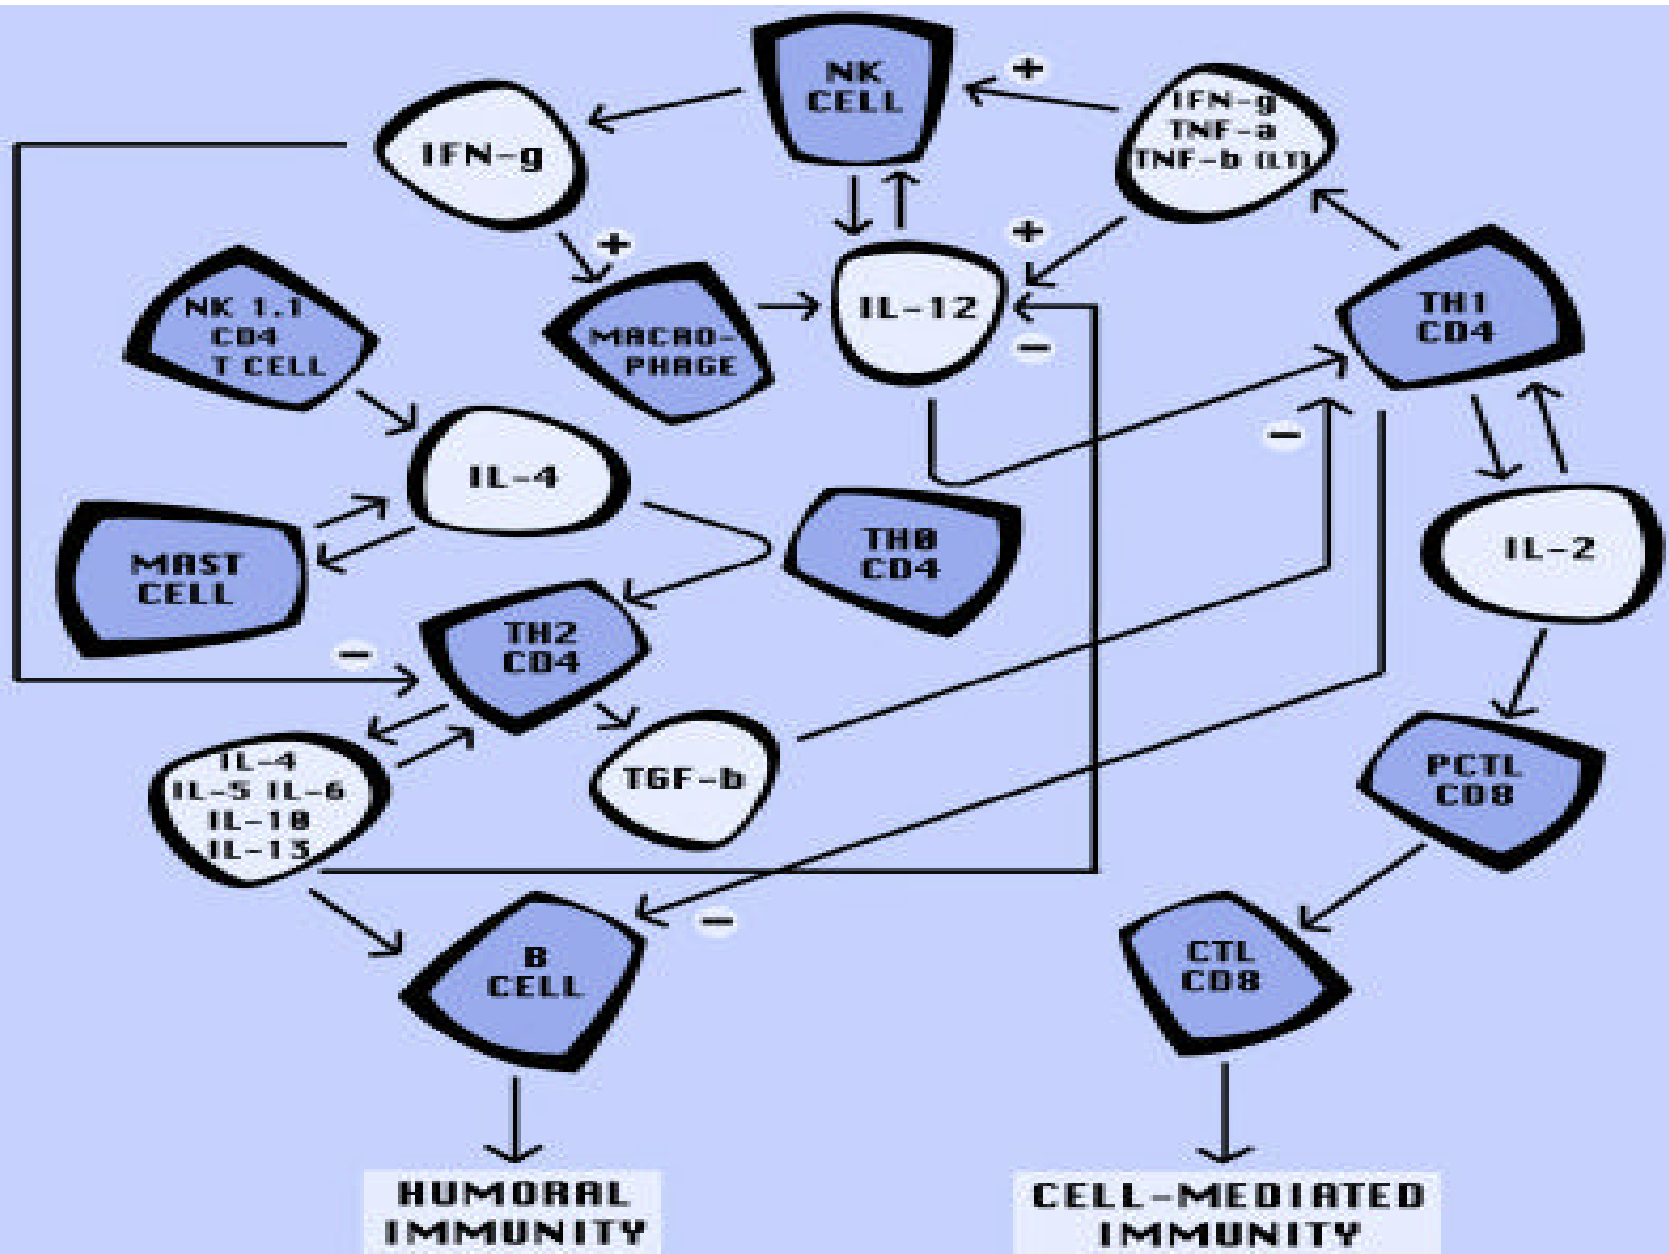 NK
CELL
+
IFN-g
TNF-a
TNF-b (LT)
IFN-g
+
+
NK 1.1
CD4
T CELL
MACRO-
PHAGE
IL-12
−
TH1
CD4
−
IL-4
TH0
CD4
IL-2
MAST
CELL
TH2
CD4
−
IL-4
IL-5 IL-6
IL-10
IL-13
TGF-b
PCTL
CD8
−
B
CELL
CTL
CD8
HUMORAL
IMMUNITY
CELL-MEDIATED
IMMUNITY